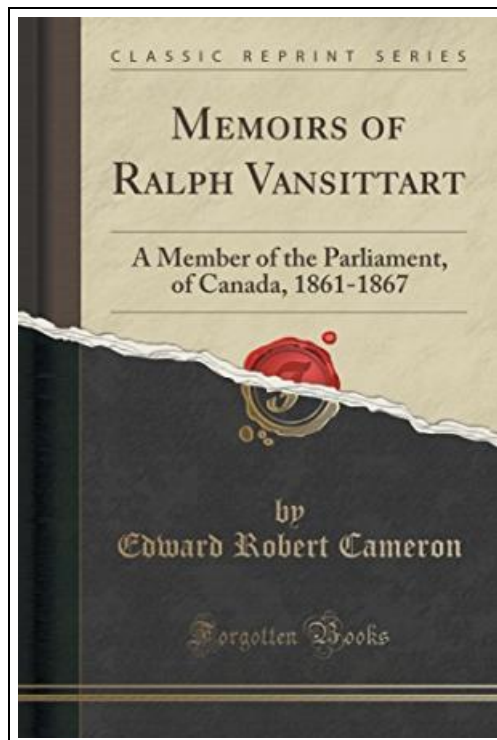 CLASSIC REPRINT SERIES
MEMOIRS OF
RALPH VANSITTART
A Member of the Parliament,
of Canada, 1861-1867
F
by
Edward Robert Cameron
Forgotten Books